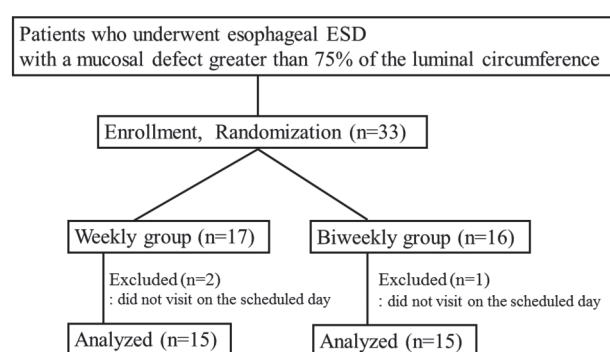 Patients who underwent esophageal ESD
with a mucosal defect greater than 75% of the luminal circumference
Enrollment, Randomization (n=33)
Weekly group (n=17)
Biweekly group (n=16)
Excluded (n=2)
: did not visit on the scheduled day
Excluded (n=1)
: did not visit on the scheduled day
Analyzed (n=15)
Analyzed (n=15)